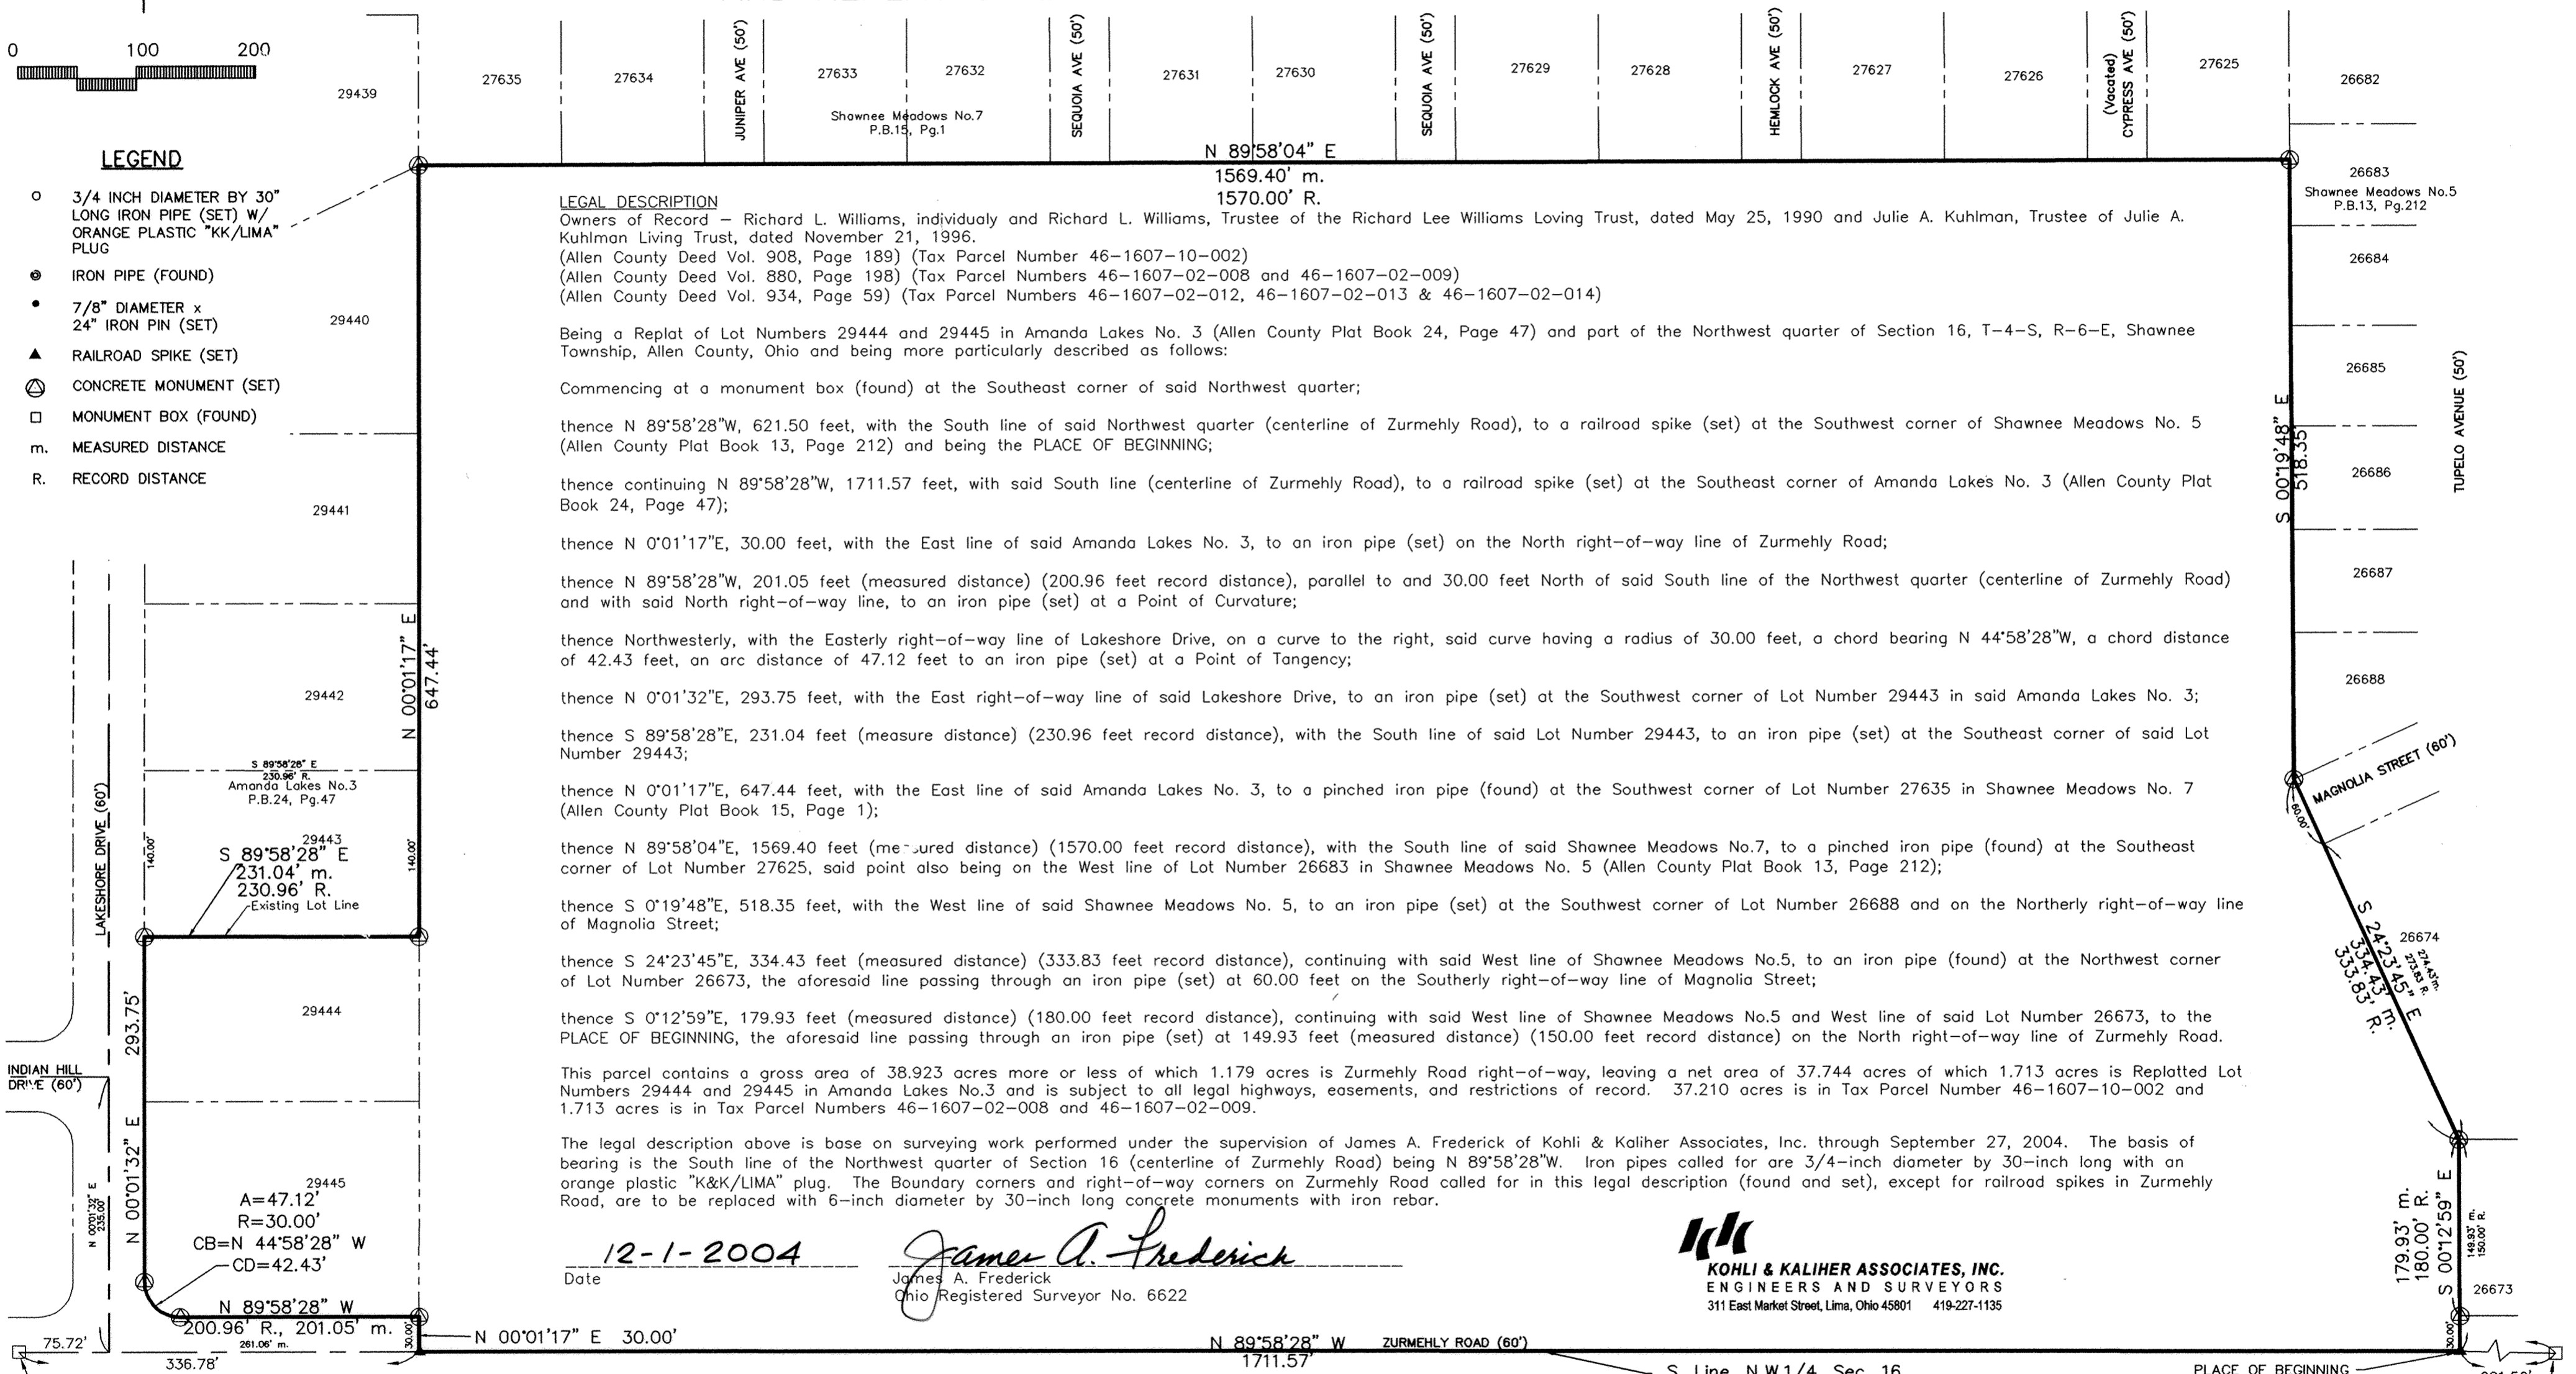 0 100 200
LEGEND
3/4 INCH DIAMETER BY 30"
LONG IRON PIPE (SET) W/
ORANGE PLASTIC "KK/LIMA"
PLUG
IRON PIPE (FOUND)
7/8" DIAMETER x
24" IRON PIN (SET)
RAILROAD SPIKE (SET)
CONCRETE MONUMENT (SET)
MONUMENT BOX (FOUND)
m. MEASURED DISTANCE
R. RECORD DISTANCE
29439
29440
29441
29442
S 89°58'28" E
230.96' R.
Amanda Lakes No.3
P.B.24, Pg.47
29443
140.00'
140.00'
S 89°58'28" E
231.04' m.
230.96' R.
Existing Lot Line
LAKESHORE DRIVE (60')
N 00°01'17" E
647.44'
29444
293.75'
N 00°01'32" E
INDIAN HILL
DRIVE (60')
N 00°01'32" E
235.00'
29445
A=47.12'
R=30.00'
CB=N 44°58'28" W
CD=42.43'
N 89°58'28" W
200.96' R., 201.05' m.
261.06' m.
30.00'
75.72'
336.78'
27635
27634
JUNIPER AVE (50')
27633
27632
Shawnee Meadows No.7
P.B.15, Pg.1
SEQUOIA AVE (50')
27631
27630
SEQUOIA AVE (50')
27629
27628
HEMLOCK AVE (50')
27627
27626
(Vacated)
CYPRESS AVE (50')
27625
26682
N 89°58'04" E
1569.40' m.
1570.00' R.
LEGAL DESCRIPTION
Owners of Record – Richard L. Williams, individualy and Richard L. Williams, Trustee of the Richard Lee Williams Loving Trust, dated May 25, 1990 and Julie A. Kuhlman, Trustee of Julie A.
Kuhlman Living Trust, dated November 21, 1996.
(Allen County Deed Vol. 908, Page 189) (Tax Parcel Number 46-1607-10-002)
(Allen County Deed Vol. 880, Page 198) (Tax Parcel Numbers 46-1607-02-008 and 46-1607-02-009)
(Allen County Deed Vol. 934, Page 59) (Tax Parcel Numbers 46-1607-02-012, 46-1607-02-013 & 46-1607-02-014)
Being a Replat of Lot Numbers 29444 and 29445 in Amanda Lakes No. 3 (Allen County Plat Book 24, Page 47) and part of the Northwest quarter of Section 16, T-4-S, R-6-E, Shawnee
Township, Allen County, Ohio and being more particularly described as follows:
Commencing at a monument box (found) at the Southeast corner of said Northwest quarter;
thence N 89°58'28"W, 621.50 feet, with the South line of said Northwest quarter (centerline of Zurmehly Road), to a railroad spike (set) at the Southwest corner of Shawnee Meadows No. 5
(Allen County Plat Book 13, Page 212) and being the PLACE OF BEGINNING;
thence continuing N 89°58'28"W, 1711.57 feet, with said South line (centerline of Zurmehly Road), to a railroad spike (set) at the Southeast corner of Amanda Lakes No. 3 (Allen County Plat
Book 24, Page 47);
thence N 0°01'17"E, 30.00 feet, with the East line of said Amanda Lakes No. 3, to an iron pipe (set) on the North right-of-way line of Zurmehly Road;
thence N 89°58'28"W, 201.05 feet (measured distance) (200.96 feet record distance), parallel to and 30.00 feet North of said South line of the Northwest quarter (centerline of Zurmehly Road)
and with said North right-of-way line, to an iron pipe (set) at a Point of Curvature;
thence Northwesterly, with the Easterly right-of-way line of Lakeshore Drive, on a curve to the right, said curve having a radius of 30.00 feet, a chord bearing N 44°58'28"W, a chord distance
of 42.43 feet, an arc distance of 47.12 feet to an iron pipe (set) at a Point of Tangency;
thence N 0°01'32"E, 293.75 feet, with the East right-of-way line of said Lakeshore Drive, to an iron pipe (set) at the Southwest corner of Lot Number 29443 in said Amanda Lakes No. 3;
thence S 89°58'28"E, 231.04 feet (measure distance) (230.96 feet record distance), with the South line of said Lot Number 29443, to an iron pipe (set) at the Southeast corner of said Lot
Number 29443;
thence N 0°01'17"E, 647.44 feet, with the East line of said Amanda Lakes No. 3, to a pinched iron pipe (found) at the Southwest corner of Lot Number 27635 in Shawnee Meadows No. 7
(Allen County Plat Book 15, Page 1);
thence N 89°58'04"E, 1569.40 feet (measured distance) (1570.00 feet record distance), with the South line of said Shawnee Meadows No.7, to a pinched iron pipe (found) at the Southeast
corner of Lot Number 27625, said point also being on the West line of Lot Number 26683 in Shawnee Meadows No. 5 (Allen County Plat Book 13, Page 212);
thence S 0°19'48"E, 518.35 feet, with the West line of said Shawnee Meadows No. 5, to an iron pipe (set) at the Southwest corner of Lot Number 26688 and on the Northerly right-of-way line
of Magnolia Street;
thence S 24°23'45"E, 334.43 feet (measured distance) (333.83 feet record distance), continuing with said West line of Shawnee Meadows No.5, to an iron pipe (found) at the Northwest corner
of Lot Number 26673, the aforesaid line passing through an iron pipe (set) at 60.00 feet on the Southerly right-of-way line of Magnolia Street;
thence S 0°12'59"E, 179.93 feet (measured distance) (180.00 feet record distance), continuing with said West line of Shawnee Meadows No.5 and West line of said Lot Number 26673, to the
PLACE OF BEGINNING, the aforesaid line passing through an iron pipe (set) at 149.93 feet (measured distance) (150.00 feet record distance) on the North right-of-way line of Zurmehly Road.
This parcel contains a gross area of 38.923 acres more or less of which 1.179 acres is Zurmehly Road right-of-way, leaving a net area of 37.744 acres of which 1.713 acres is Replatted Lot
Numbers 29444 and 29445 in Amanda Lakes No.3 and is subject to all legal highways, easements, and restrictions of record. 37.210 acres is in Tax Parcel Number 46-1607-10-002 and
1.713 acres is in Tax Parcel Numbers 46-1607-02-008 and 46-1607-02-009.
The legal description above is base on surveying work performed under the supervision of James A. Frederick of Kohli & Kaliher Associates, Inc. through September 27, 2004. The basis of
bearing is the South line of the Northwest quarter of Section 16 (centerline of Zurmehly Road) being N 89°58'28"W. Iron pipes called for are 3/4-inch diameter by 30-inch long with an
orange plastic "K&K/LIMA" plug. The Boundary corners and right-of-way corners on Zurmehly Road called for in this legal description (found and set), except for railroad spikes in Zurmehly
Road, are to be replaced with 6-inch diameter by 30-inch long concrete monuments with iron rebar.
12-1-2004
James A. Frederick
Date
James A. Frederick
Ohio Registered Surveyor No. 6622
KK
KOHLI & KALIHER ASSOCIATES, INC.
ENGINEERS AND SURVEYORS
311 East Market Street, Lima, Ohio 45801 419-227-1135
N 00°01'17" E 30.00'
N 89°58'28" W
1711.57'
ZURMEHLY ROAD (60')
S. Line, N.W.1/4, Sec. 16
PLACE OF BEGINNING
26683
Shawnee Meadows No.5
P.B.13, Pg.212
26684
26685
26686
26687
26688
S 00°19'48" E
518.35'
TUPELO AVENUE (50')
MAGNOLIA STREET (60')
60.00'
26674
274.43'm.
273.83' R.
S 24°23'45" E
334.43' m.
333.83' R.
179.93' m.
180.00' R.
S 00°12'59" E
149.93' m.
150.00' R.
26673
30.00'